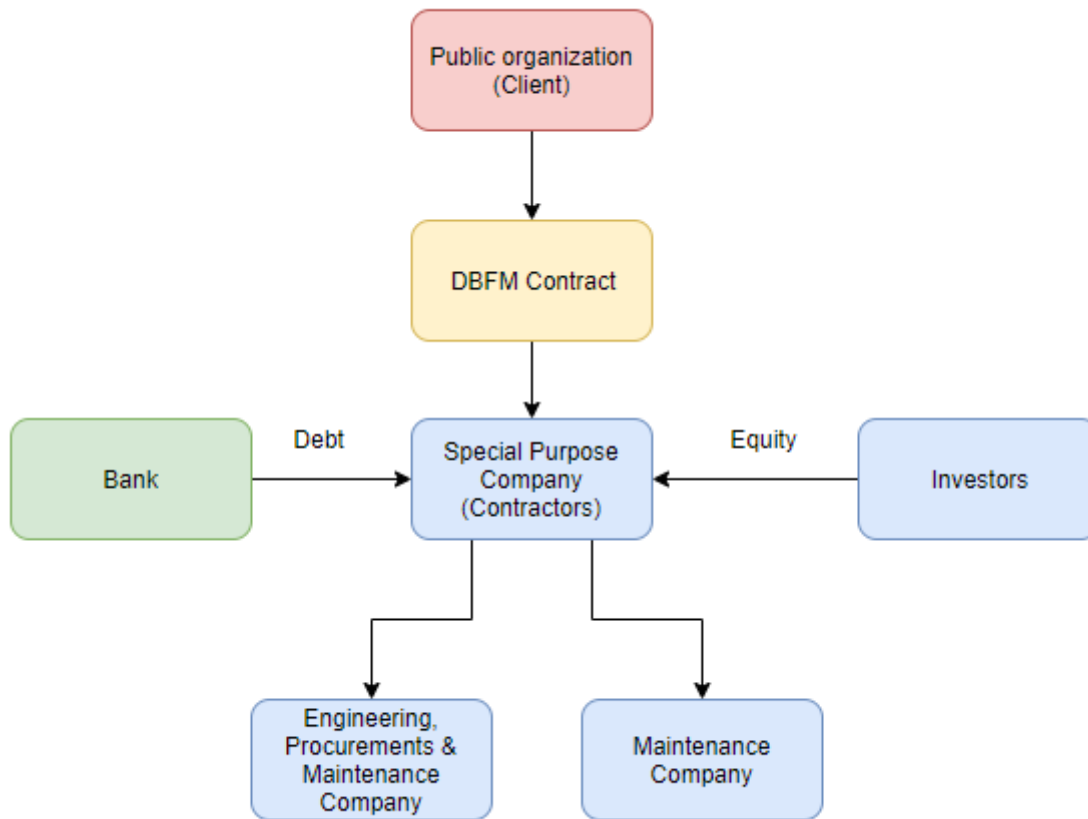 Public organization
(Client)
DBFM Contract
Debt
Equity
Bank
Special Purpose
Company
(Contractors)
Investors
Engineering,
Procurements &
Maintenance
Company
Maintenance
Company